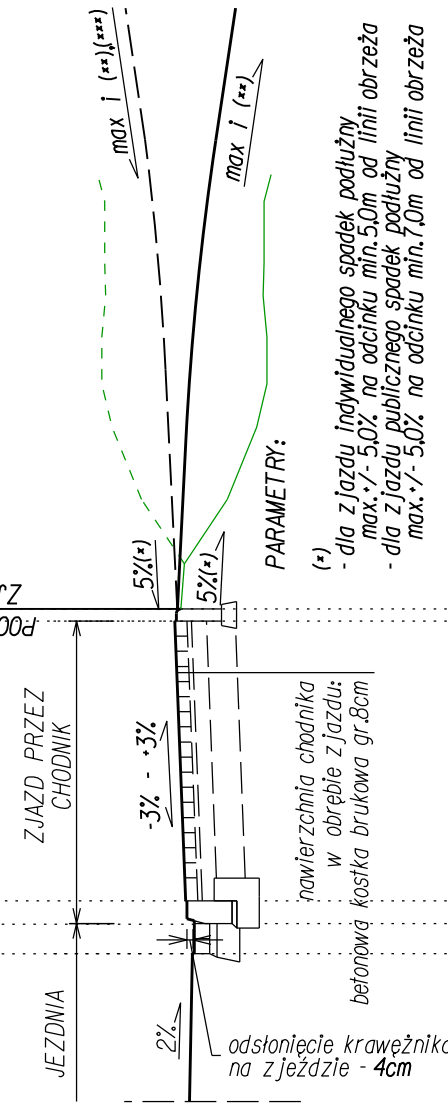 JEZDNIA
ZJAZD PRZEZ
CHODNIK
2%
-3% - +3%
5%(*)
5%(*)
max i (**),(***)
max i (**)
odsłonięcie krawężnika
na zjeździe - 4cm
nawierzchnia chodnika
w obrębie zjazdu:
betonowa kostka brukowa gr.8cm
PARAMETRY:
(*)
- dla zjazdu indywidualnego spadek podłużny
max.+/- 5,0% na odcinku min.5,0m od linii obrzeża
- dla zjazdu publicznego spadek podłużny
max.+/- 5,0% na odcinku min.7,0m od linii obrzeża